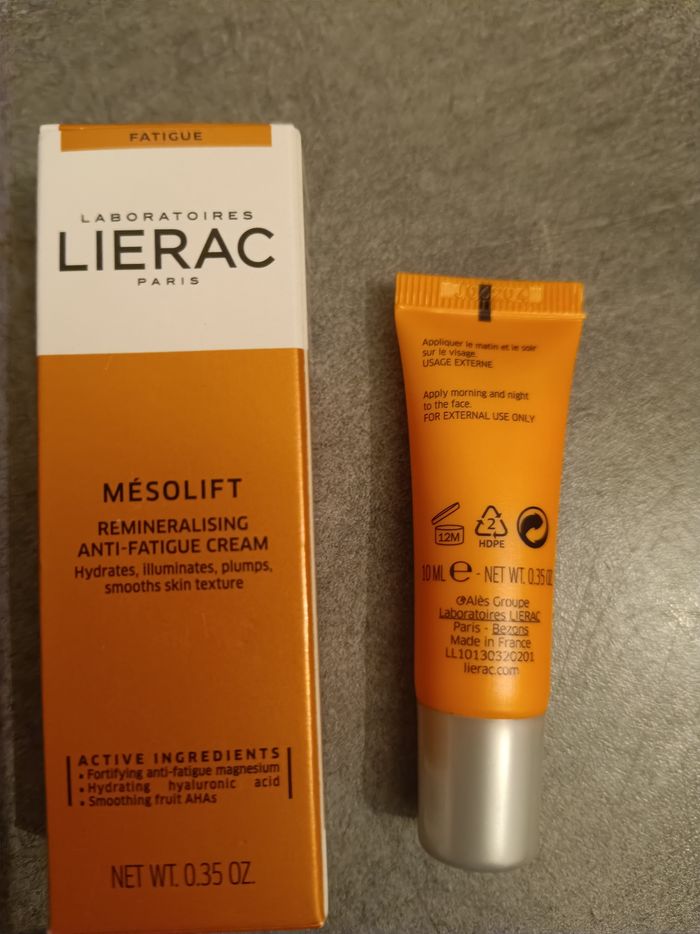 FATIGUE
LABORATOIRES
LIERAC
PARIS
MÉSOLIFT
REMINERALISING
ANTI-FATIGUE CREAM
Hydrates, illuminates, plumps,
smooths skin texture
ACTIVE INGREDIENTS
• Fortifying anti-fatigue magnesium
• Hydrating hyaluronic acid
• Smoothing fruit AHAs
NET WT. 0.35 OZ.
Appliquer le matin et le soir
sur le visage.
USAGE EXTERNE
Apply morning and night
to the face.
FOR EXTERNAL USE ONLY
12M
2
HDPE
10 ML e - NET WT. 0.35 OZ
Alès Groupe
Laboratoires LIERAC
Paris - Bezons
Made in France
LL10130320201
lierac.com